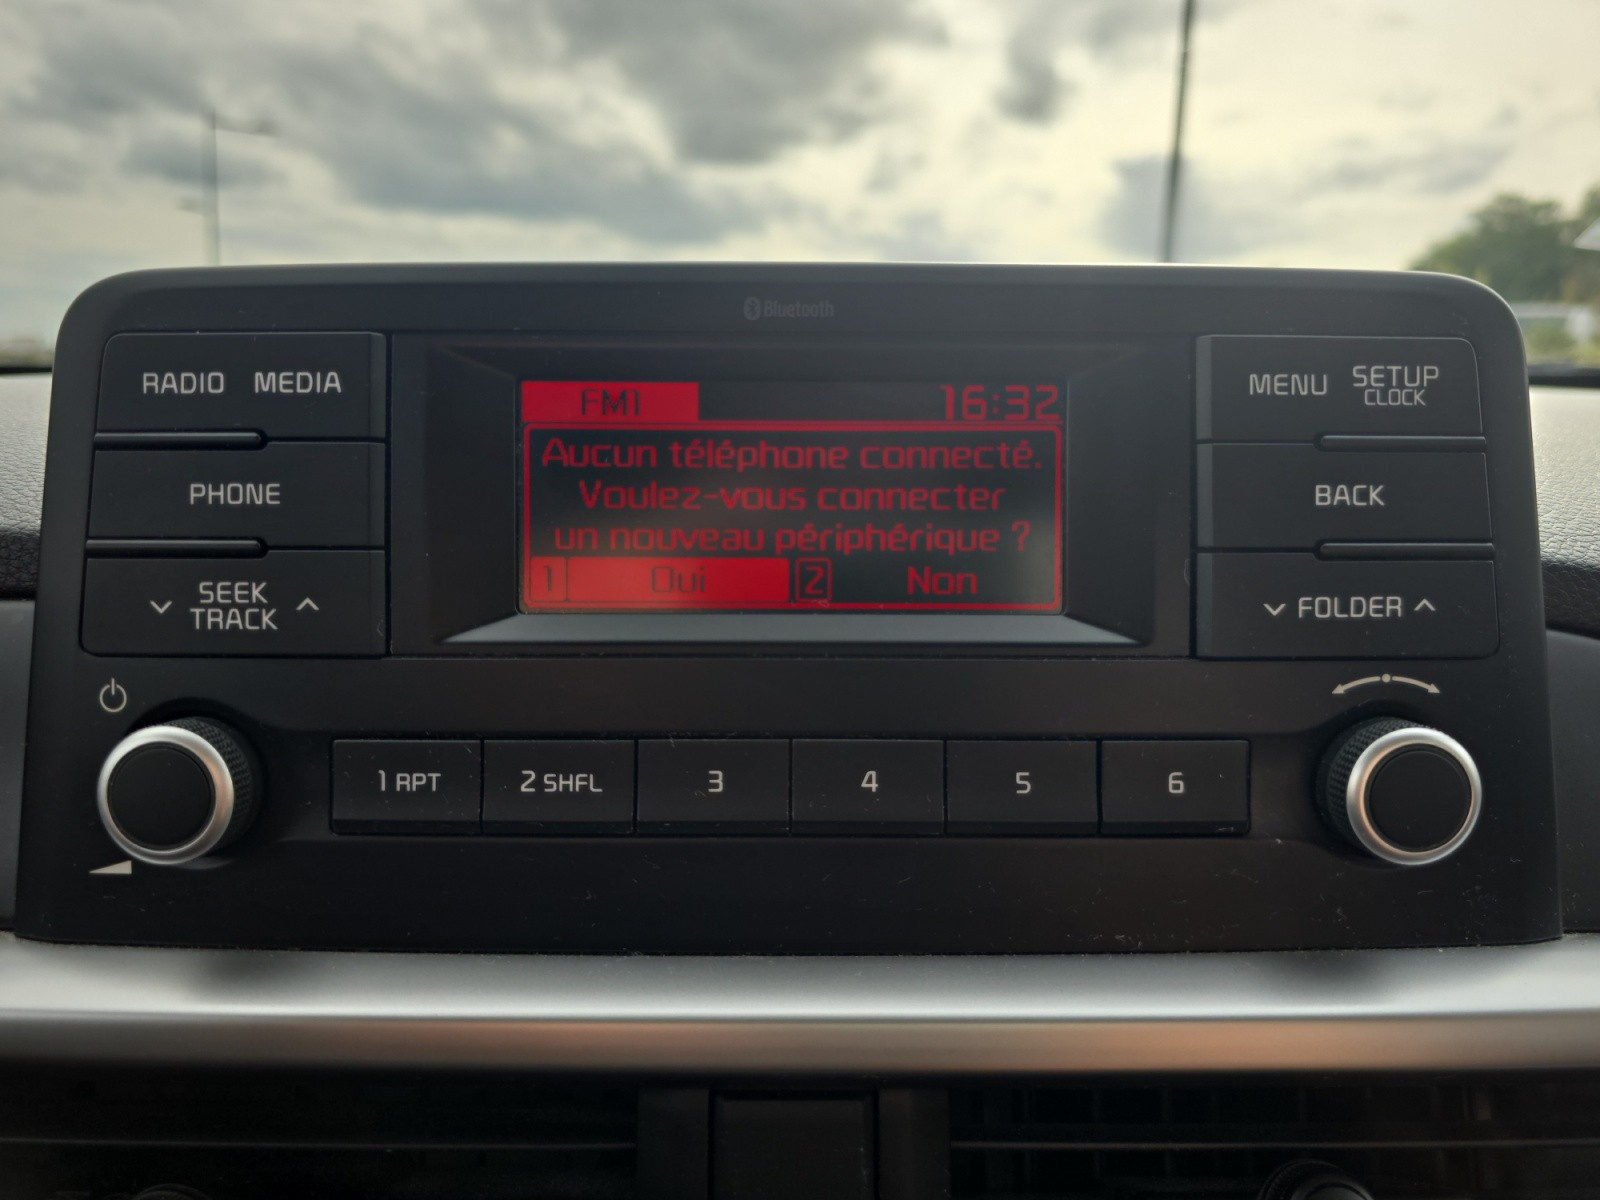 Bluetooth
RADIO MEDIA
PHONE
SEEK
TRACK
FM1 16:32
Aucun téléphone connecté.
Voulez-vous connecter
un nouveau périphérique ?
1 Oui 2 Non
MENU SETUP
CLOCK
BACK
FOLDER
1 RPT 2 SHFL 3 4 5 6